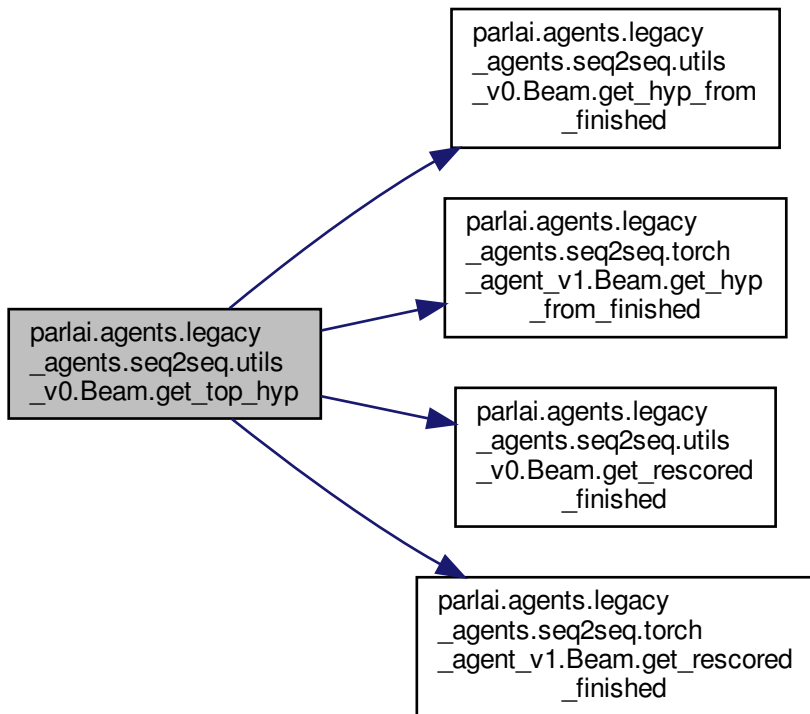 parlai.agents.legacy
_agents.seq2seq.utils
_v0.Beam.get_hyp_from
_finished
parlai.agents.legacy
_agents.seq2seq.torch
_agent_v1.Beam.get_hyp
_from_finished
parlai.agents.legacy
_agents.seq2seq.utils
_v0.Beam.get_top_hyp
parlai.agents.legacy
_agents.seq2seq.utils
_v0.Beam.get_rescored
_finished
parlai.agents.legacy
_agents.seq2seq.torch
_agent_v1.Beam.get_rescored
_finished